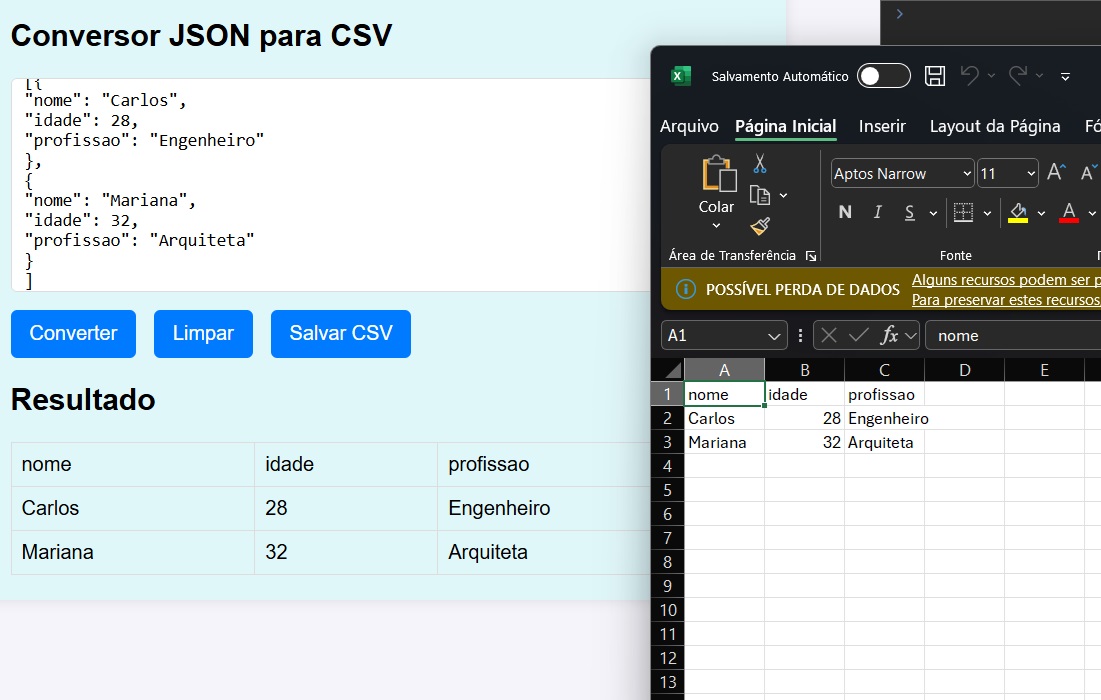 Conversor JSON para CSV
[{
"nome": "Carlos",
"idade": 28,
"profissao": "Engenheiro"
},
{
"nome": "Mariana",
"idade": 32,
"profissao": "Arquiteta"
}
]
Converter Limpar Salvar CSV
Resultado
nome idade profissao
Carlos 28 Engenheiro
Mariana 32 Arquiteta
Salvamento Automático
Arquivo Página Inicial Inserir Layout da Página Fó
Aptos Narrow 11 A A
Colar
N I S A
Área de Transferência Fonte
POSSÍVEL PERDA DE DADOS Alguns recursos podem ser p
Para preservar estes recursos
A1 fx nome
A B C D E
1 nome idade profissao
2 Carlos 28 Engenheiro
3 Mariana 32 Arquiteta
4
5
6
7
8
9
10
11
12
13